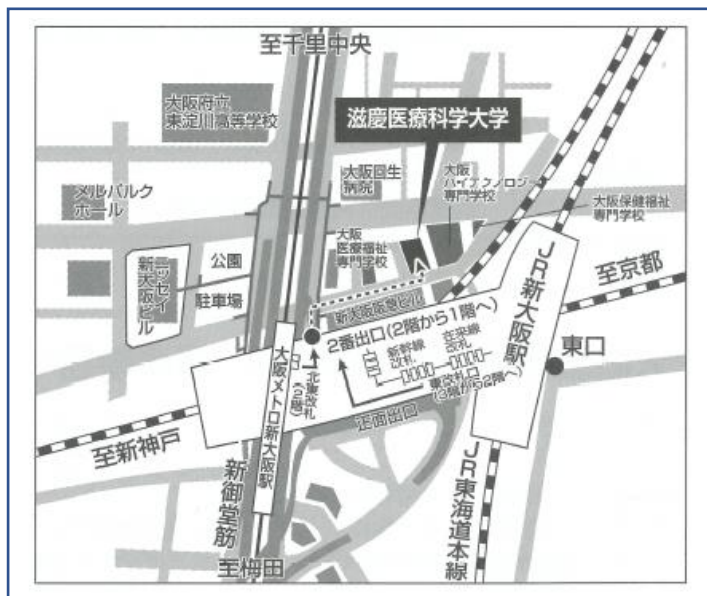 至千里中央
大阪府立
東淀川高等学校
滋慶医療科学大学
大阪回生
病院
大阪
ハイテクノロジー
専門学校
メルパルク
ホール
大阪保健福祉
専門学校
大阪
医療福祉
専門学校
公園
ニッセイ
新大阪ビル
駐車場
新大阪阪急ビル
JR新大阪駅
至京都
2番出口(2階から1階へ)
新幹線
改札
在来線
改札
東口
北東改札
(2階)
東改札口
(3階から2階へ)
正面出口
大阪メトロ新大阪駅
至新神戸
新御堂筋
JR東海道本線
至梅田